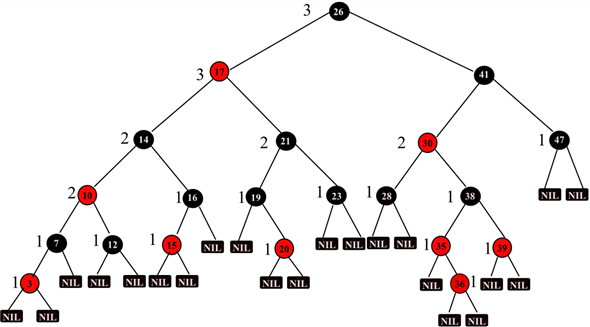 3 26
3 17 41
2 14 2 21 2 30 1 47
2 10 1 16 1 19 1 23 1 28 1 38 NIL NIL
1 7 1 12 1 15 NIL NIL 1 20 NIL NIL NIL NIL 1 35 1 39
1 3 NIL NIL NIL NIL NIL NIL NIL NIL 36 1 NIL NIL
NIL NIL NIL NIL